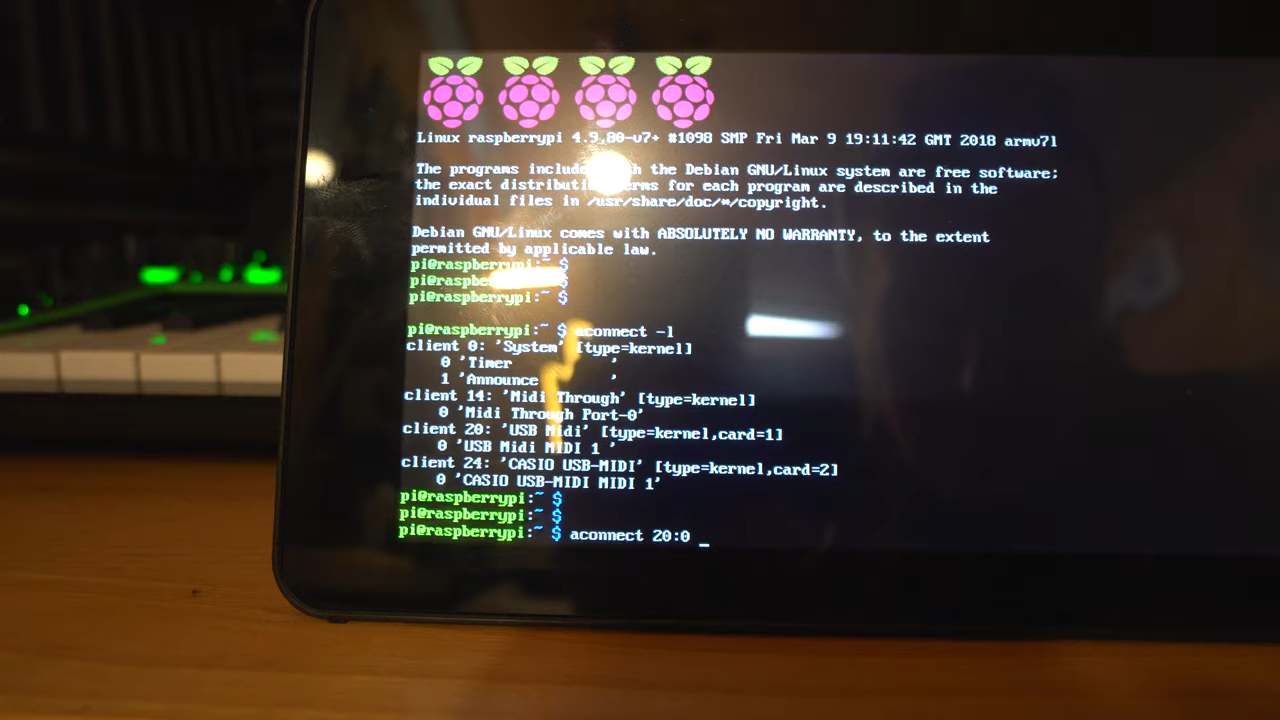 Linux raspberrypi 4.9.80-v7+ #1098 SMP Fri Mar 9 19:11:42 GMT 2018 armv7l
The programs the Debian GNU/Linux system are free software;
the exact for each program are described in the
individual files in /usr/share/doc/*/copyright.
Debian GNU/Linux comes with ABSOLUTELY NO WARRANTY, to the extent
permitted by applicable law.
pi@raspberrypi:~ $
pi@raspberrypi:~ $
pi@raspberrypi:~ $
pi@raspberrypi:~ $ aconnect -l
client 0: 'System' [type=kernel]
0 'Timer '
1 'Announce '
client 14: 'Midi Through' [type=kernel]
0 'Midi Through Port-0'
client 20: 'USB Midi' [type=kernel,card=1]
0 'USB Midi MIDI 1 '
client 24: 'CASIO USB-MIDI' [type=kernel,card=2]
0 'CASIO USB-MIDI MIDI 1'
pi@raspberrypi:~ $
pi@raspberrypi:~ $
pi@raspberrypi:~ $ aconnect 20:0 _